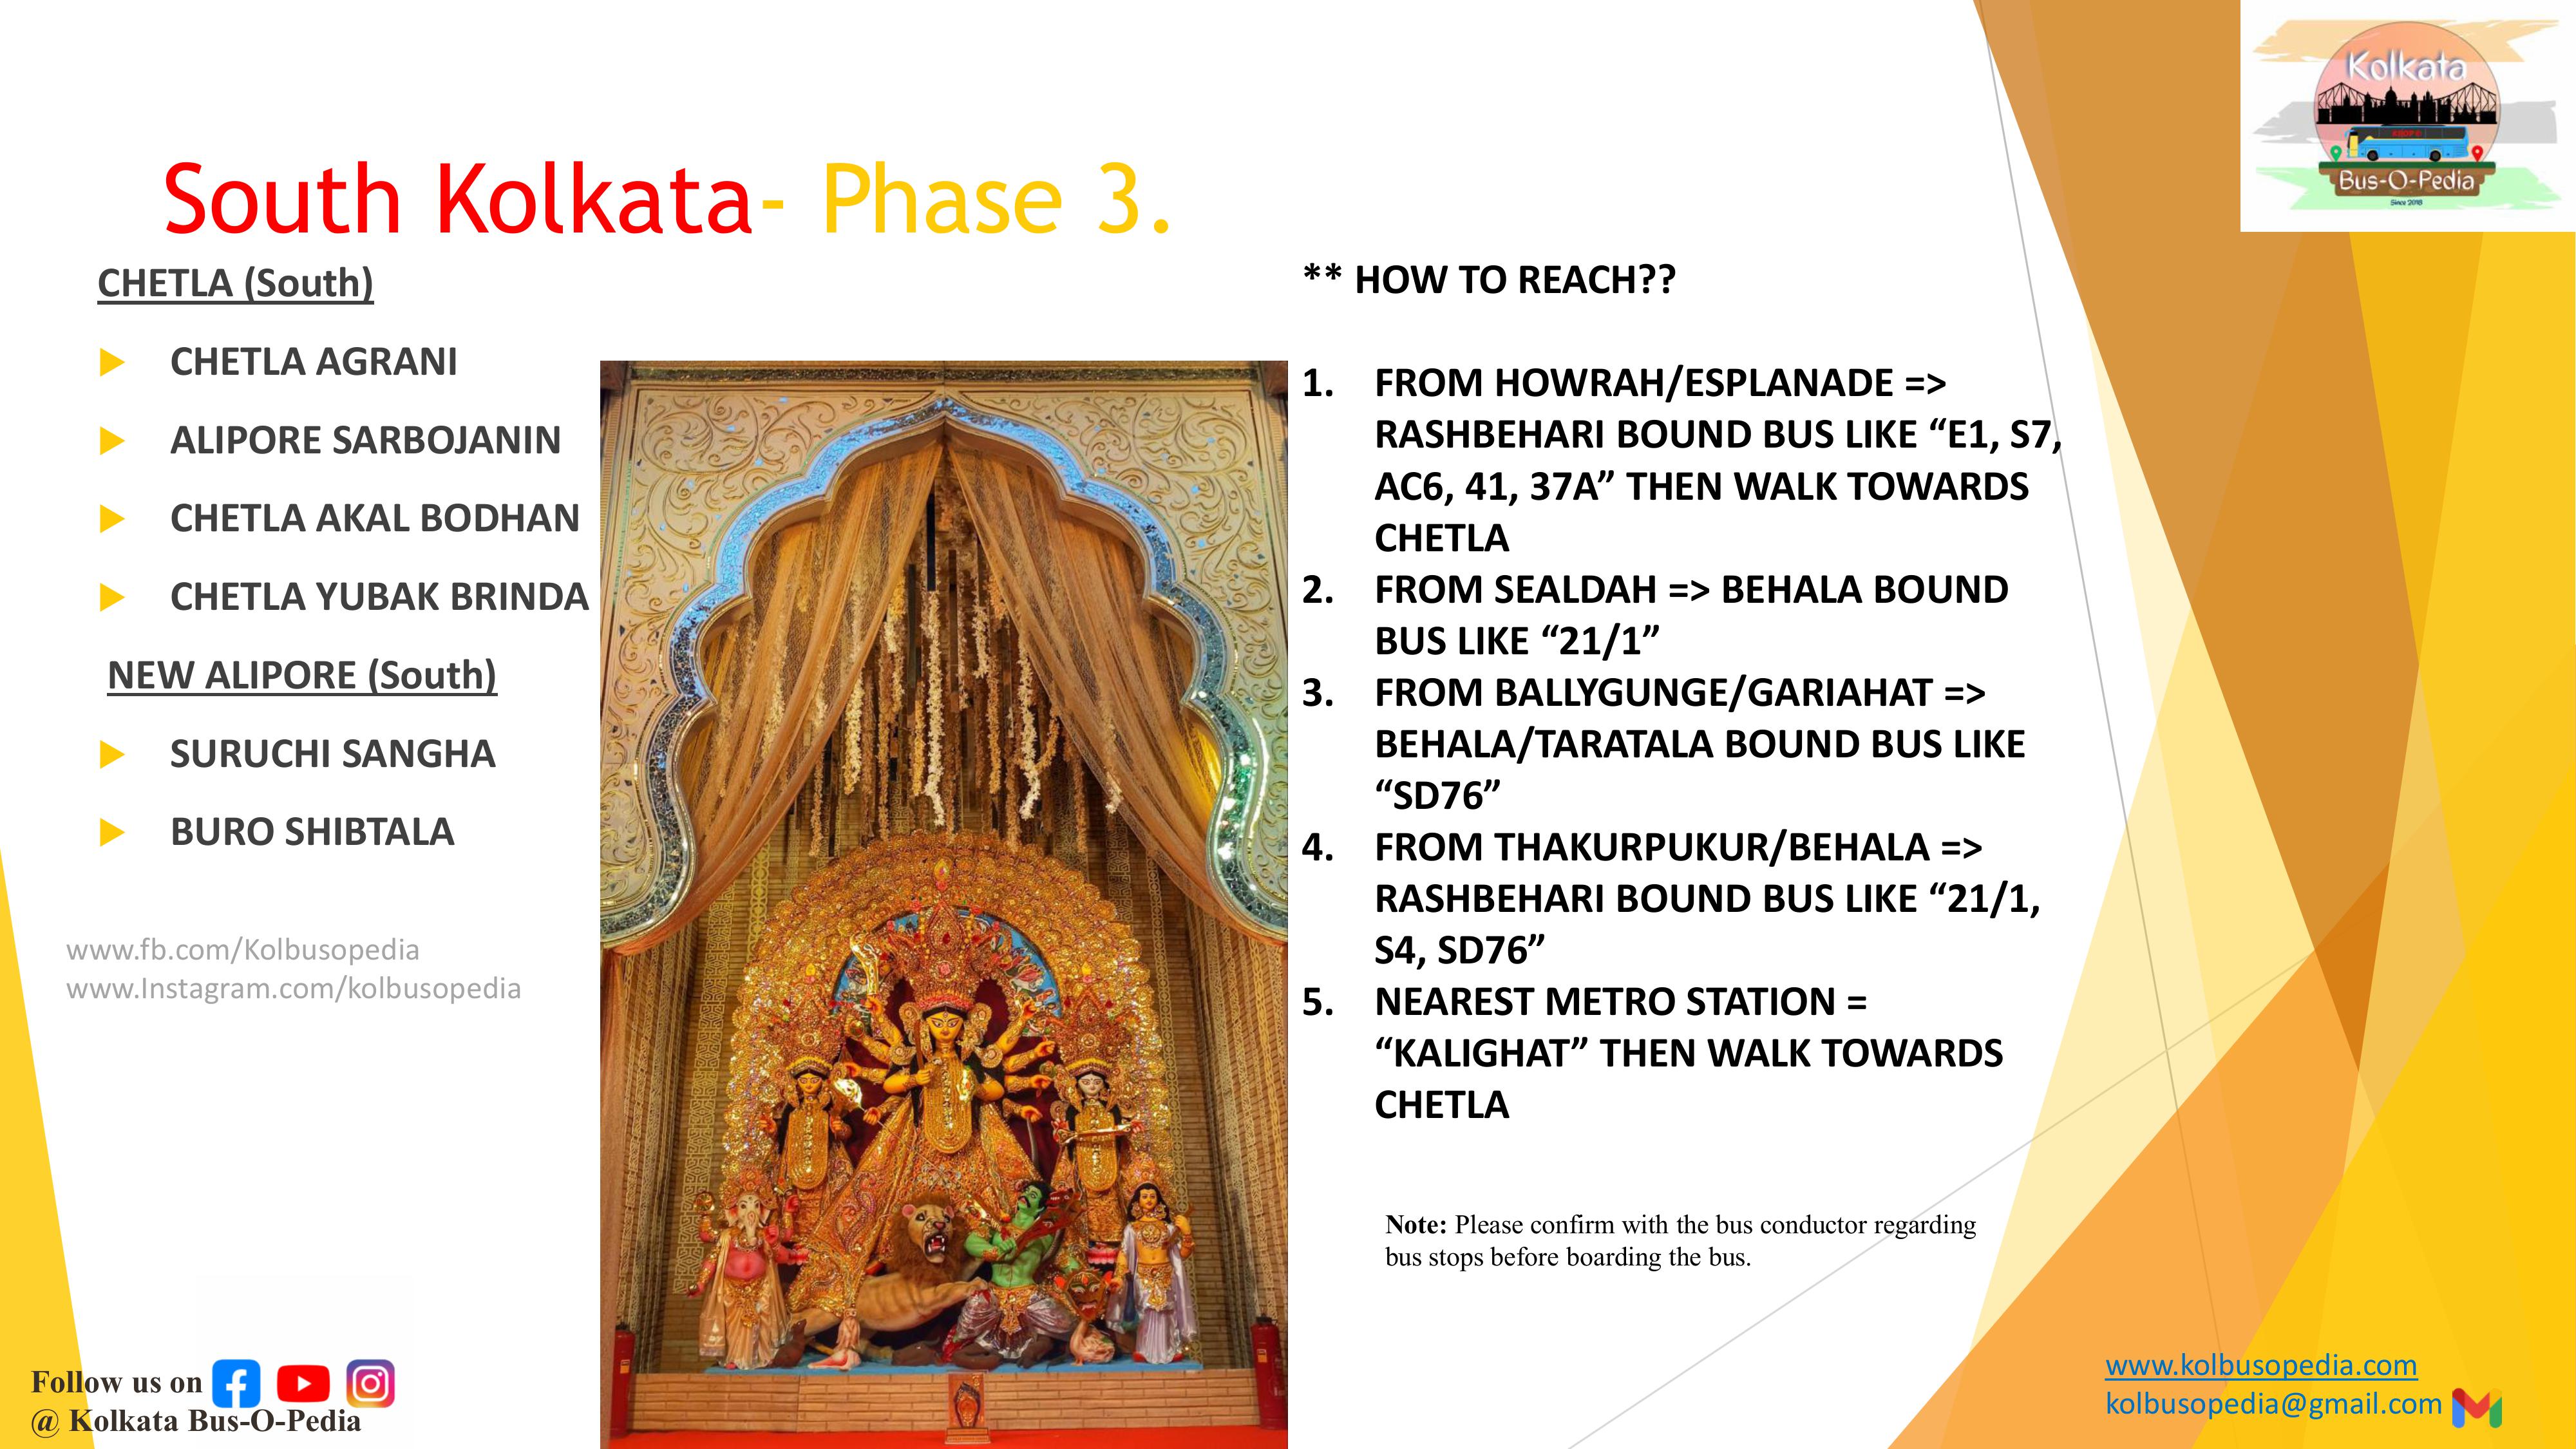 Kolkata
Bus-O-Pedia
Since 2018
South Kolkata- Phase 3.
CHETLA (South)
CHETLA AGRANI
ALIPORE SARBOJANIN
CHETLA AKAL BODHAN
CHETLA YUBAK BRINDA
NEW ALIPORE (South)
SURUCHI SANGHA
BURO SHIBTALA
www.fb.com/Kolbusopedia
www.Instagram.com/kolbusopedia
** HOW TO REACH??
1. FROM HOWRAH/ESPLANADE =>
RASHBEHARI BOUND BUS LIKE “E1, S7,
AC6, 41, 37A” THEN WALK TOWARDS
CHETLA
2. FROM SEALDAH => BEHALA BOUND
BUS LIKE “21/1”
3. FROM BALLYGUNGE/GARIAHAT =>
BEHALA/TARATALA BOUND BUS LIKE
“SD76”
4. FROM THAKURPUKUR/BEHALA =>
RASHBEHARI BOUND BUS LIKE “21/1,
S4, SD76”
5. NEAREST METRO STATION =
“KALIGHAT” THEN WALK TOWARDS
CHETLA
Note: Please confirm with the bus conductor regarding
bus stops before boarding the bus.
Follow us on
@ Kolkata Bus-O-Pedia
www.kolbusopedia.com
kolbusopedia@gmail.com